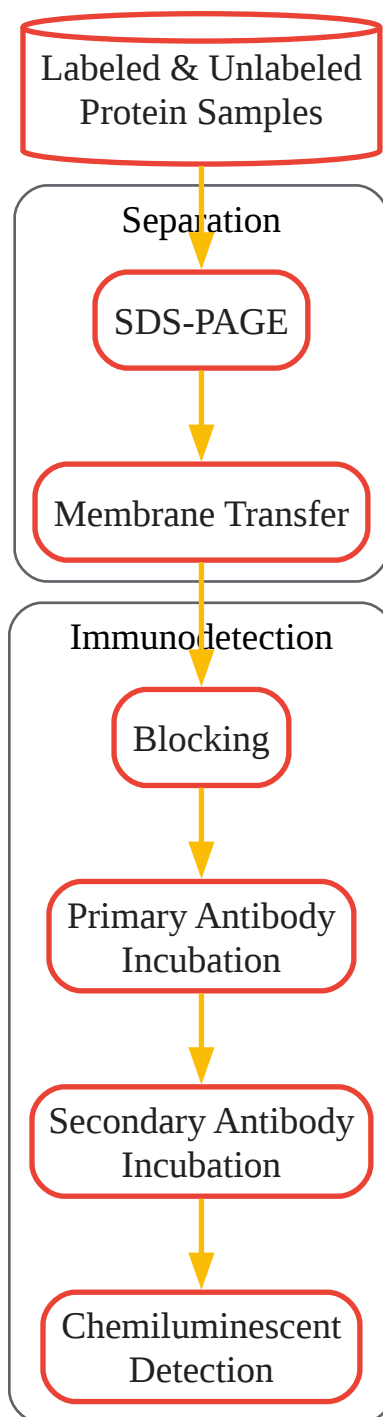 Labeled & Unlabeled
Protein Samples
Separation
SDS-PAGE
Membrane Transfer
Immunodetection
Blocking
Primary Antibody
Incubation
Secondary Antibody
Incubation
Chemiluminescent
Detection